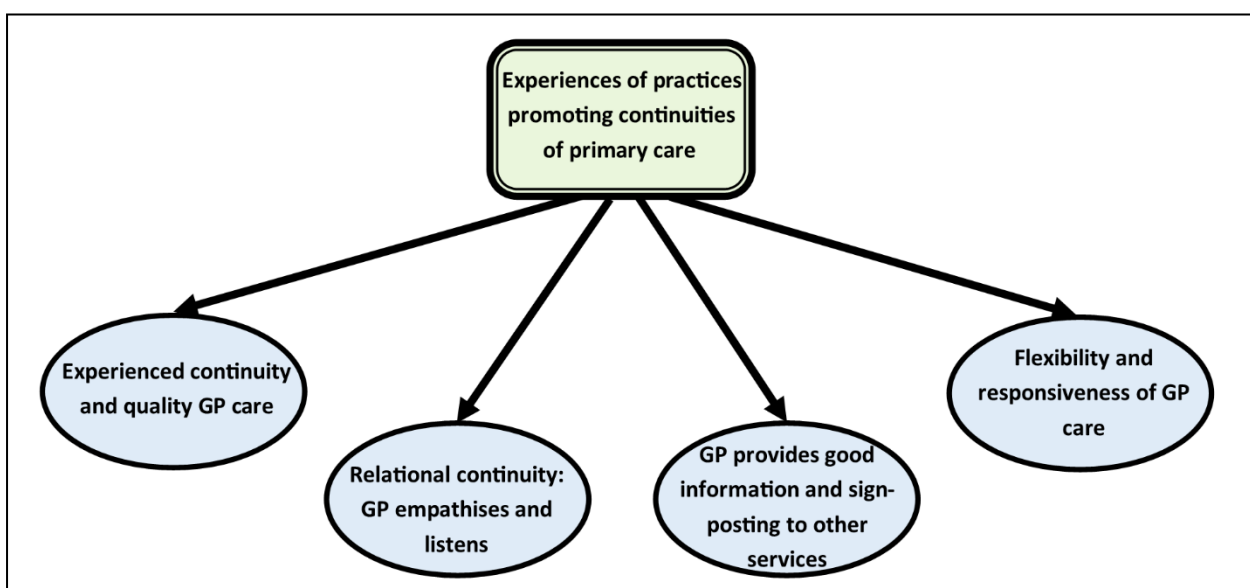 Experiences of practices
promoting continuities
of primary care
Experienced continuity
and quality GP care
Relational continuity:
GP empathises and
listens
GP provides good
information and sign-
posting to other
services
Flexibility and
responsiveness of GP
care